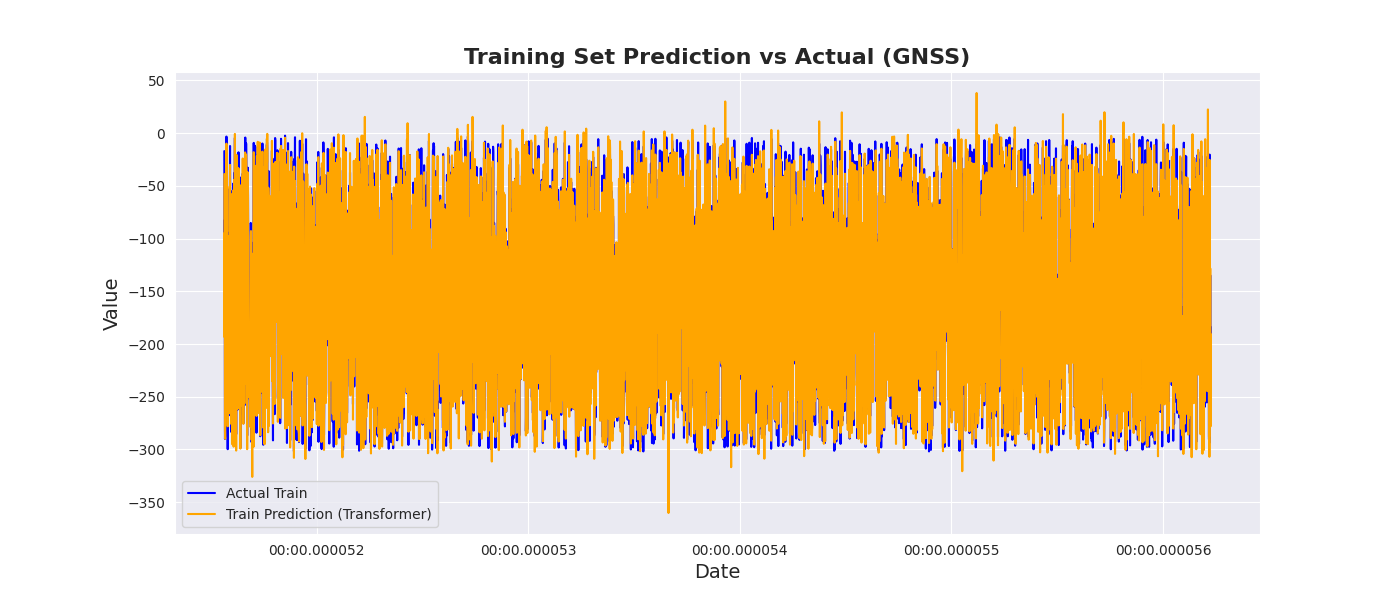 Training Set Prediction vs Actual (GNSS)
50
0
−50
−100
−150
−200
−250
−300
−350
Value
Actual Train
Train Prediction (Transformer)
00:00.000052
00:00.000053
00:00.000054
00:00.000055
00:00.000056
Date